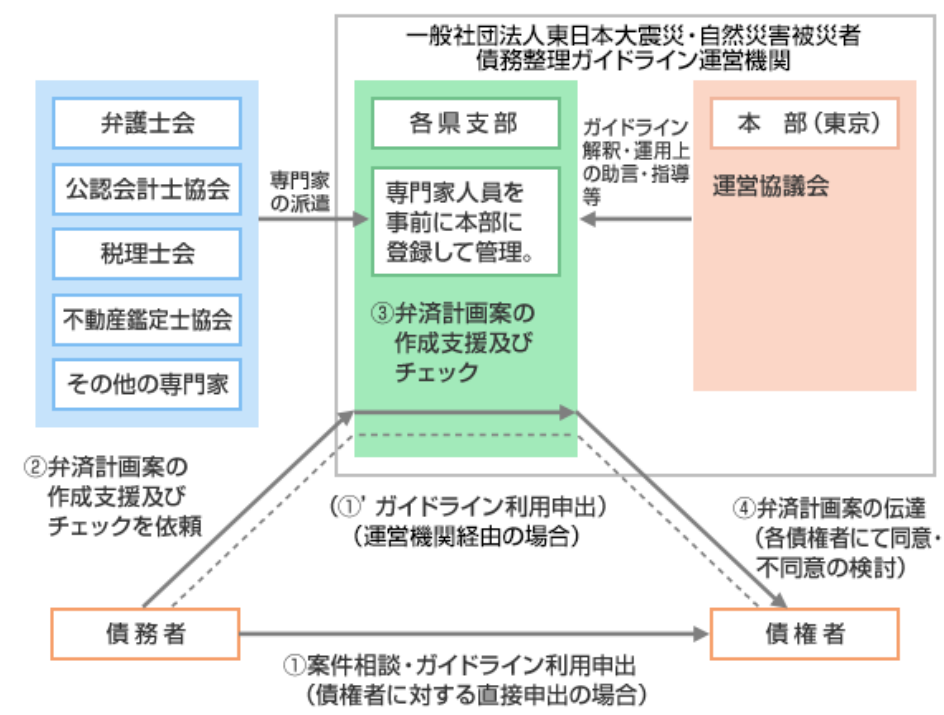 一般社団法人東日本大震災・自然災害被災者
債務整理ガイドライン運営機関
弁護士会
公認会計士協会
税理士会
不動産鑑定士協会
その他の専門家
専門家
の派遣
各県支部
専門家人員を
事前に本部に
登録して管理。
③弁済計画案の
作成支援及び
チェック
ガイドライン
解釈・運用上
の助言・指導
等
本 部（東京）
運営協議会
②弁済計画案の
作成支援及び
チェックを依頼
（①’ガイドライン利用申出）
（運営機関経由の場合）
④弁済計画案の伝達
（各債権者にて同意・
不同意の検討）
債務者
債権者
①案件相談・ガイドライン利用申出
（債権者に対する直接申出の場合）